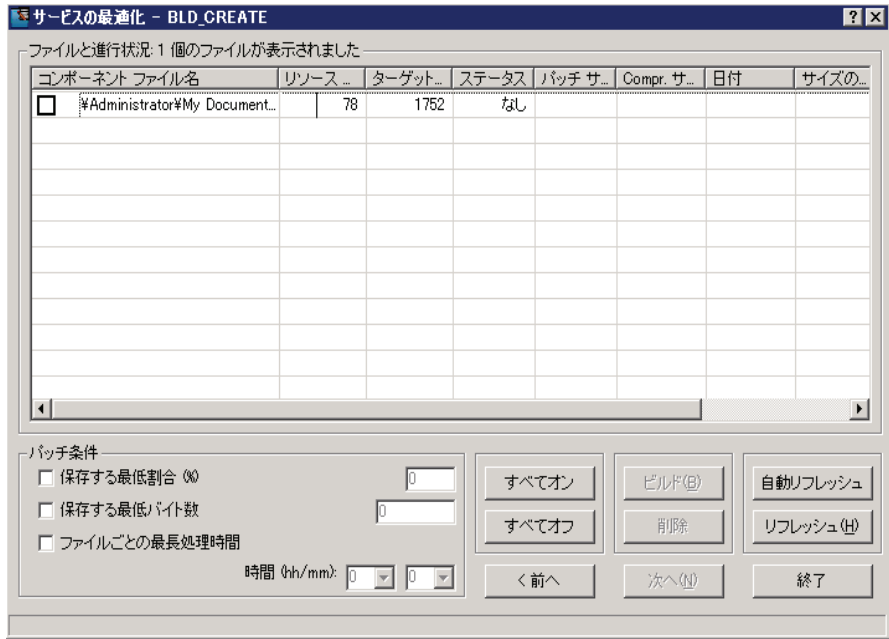 サービスの最適化 - BLD_CREATE
ファイルと進行状況: 1 個のファイルが表示されました
コンポーネント ファイル名 リソース ... ターゲット... ステータス パッチ サ... Compr. サ... 日付 サイズの...
¥Administrator¥My Document... 78 1752 なし
パッチ条件
保存する最低割合 (%) 0
保存する最低バイト数 0
ファイルごとの最長処理時間
時間 (hh/mm): 0 0
すべてオン
すべてオフ
ビルド(B)
削除
自動リフレッシュ
リフレッシュ(H)
< 前へ
次へ(N)
終了